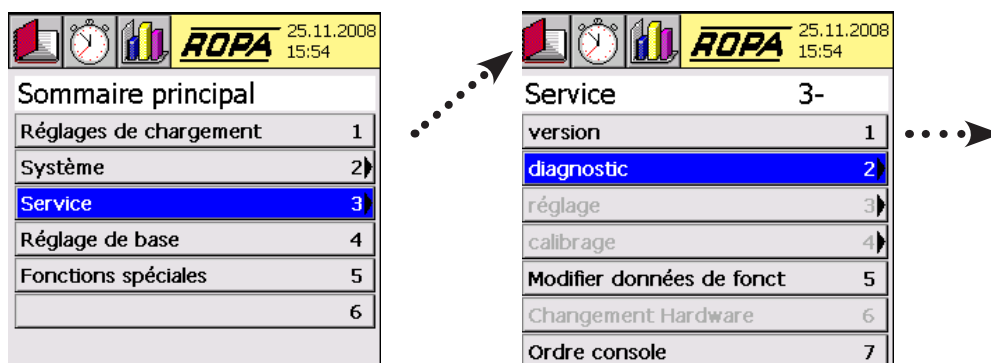 ROPA 25.11.2008
15:54
Sommaire principal
Réglages de chargement 1
Système 2
Service 3
Réglage de base 4
Fonctions spéciales 5
6
ROPA 25.11.2008
15:54
Service 3-
version 1
diagnostic 2
réglage 3
calibrage 4
Modifier données de fonct 5
Changement Hardware 6
Ordre console 7